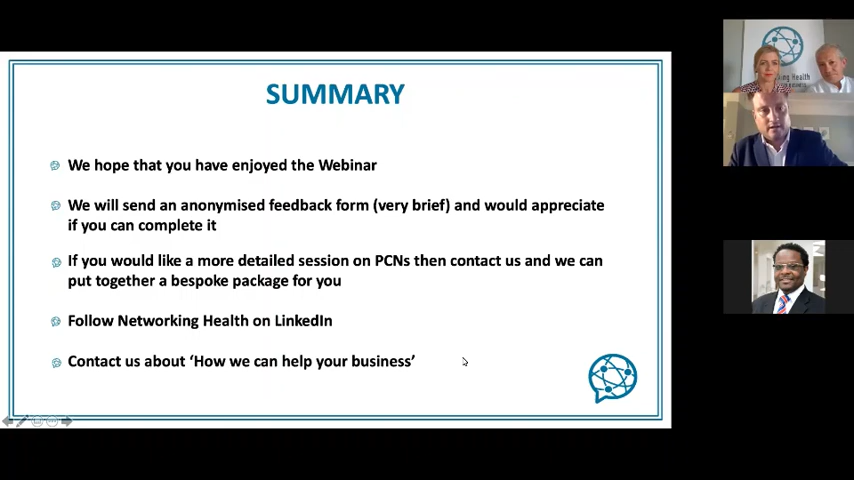 SUMMARY
We hope that you have enjoyed the Webinar
We will send an anonymised feedback form (very brief) and would appreciate
if you can complete it
If you would like a more detailed session on PCNs then contact us and we can
put together a bespoke package for you
Follow Networking Health on LinkedIn
Contact us about ‘How we can help your business’
king Health